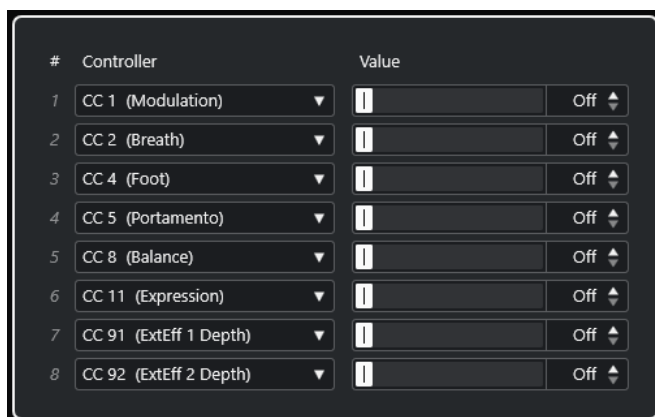 # Controller Value
1 CC 1 (Modulation) Off
2 CC 2 (Breath) Off
3 CC 4 (Foot) Off
4 CC 5 (Portamento) Off
5 CC 8 (Balance) Off
6 CC 11 (Expression) Off
7 CC 91 (ExtEff 1 Depth) Off
8 CC 92 (ExtEff 2 Depth) Off